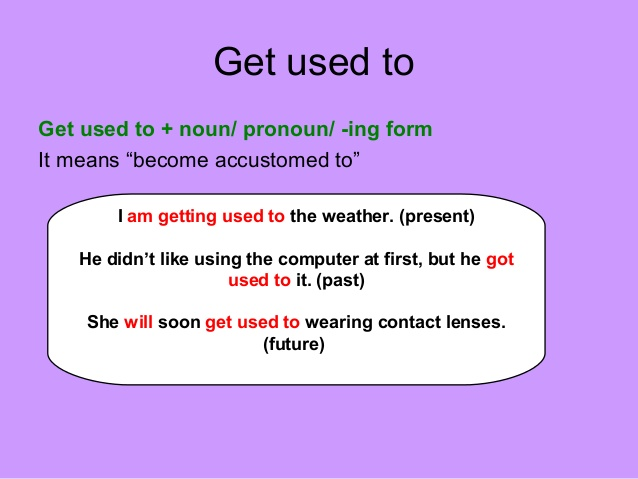 Get used to
Get used to + noun/ pronoun/ -ing form
It means “become accustomed to”
I am getting used to the weather. (present)
He didn’t like using the computer at first, but he got
used to it. (past)
She will soon get used to wearing contact lenses.
(future)